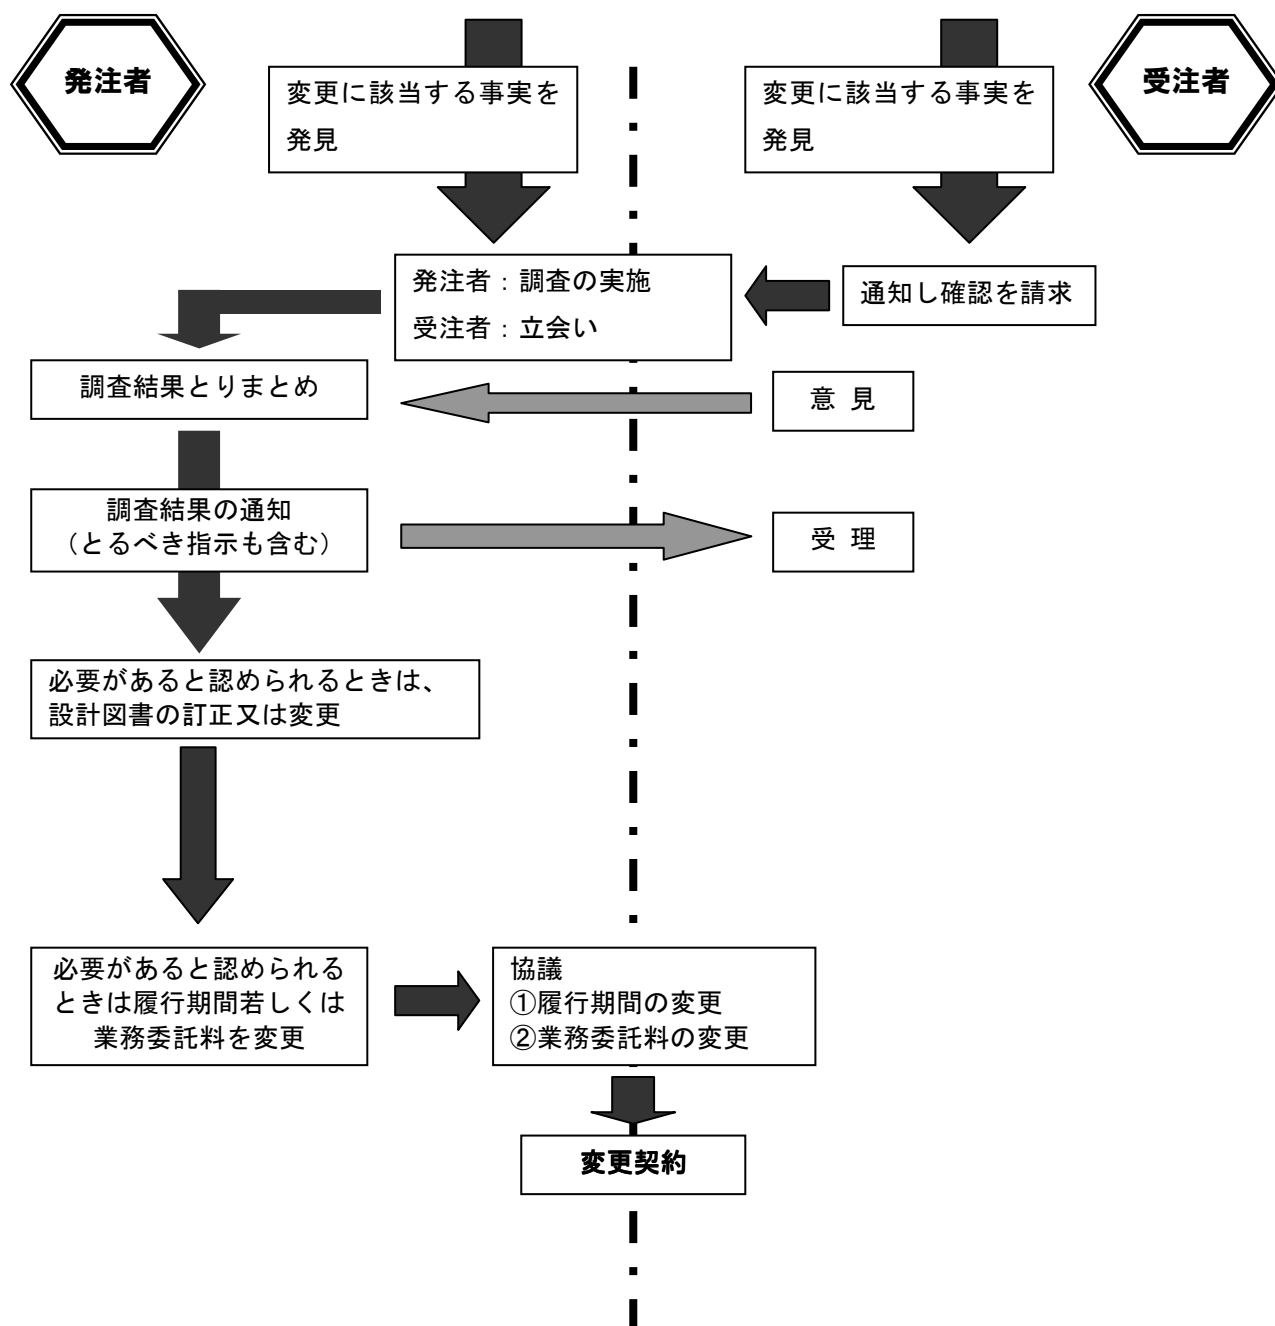 発注者
受注者
変更に該当する事実を
発見
変更に該当する事実を
発見
発注者：調査の実施
受注者：立会い
通知し確認を請求
調査結果とりまとめ
意 見
調査結果の通知
（とるべき指示も含む）
受 理
必要があると認められるときは、
設計図書の訂正又は変更
必要があると認められる
ときは履行期間若しくは
業務委託料を変更
協議
①履行期間の変更
②業務委託料の変更
変更契約